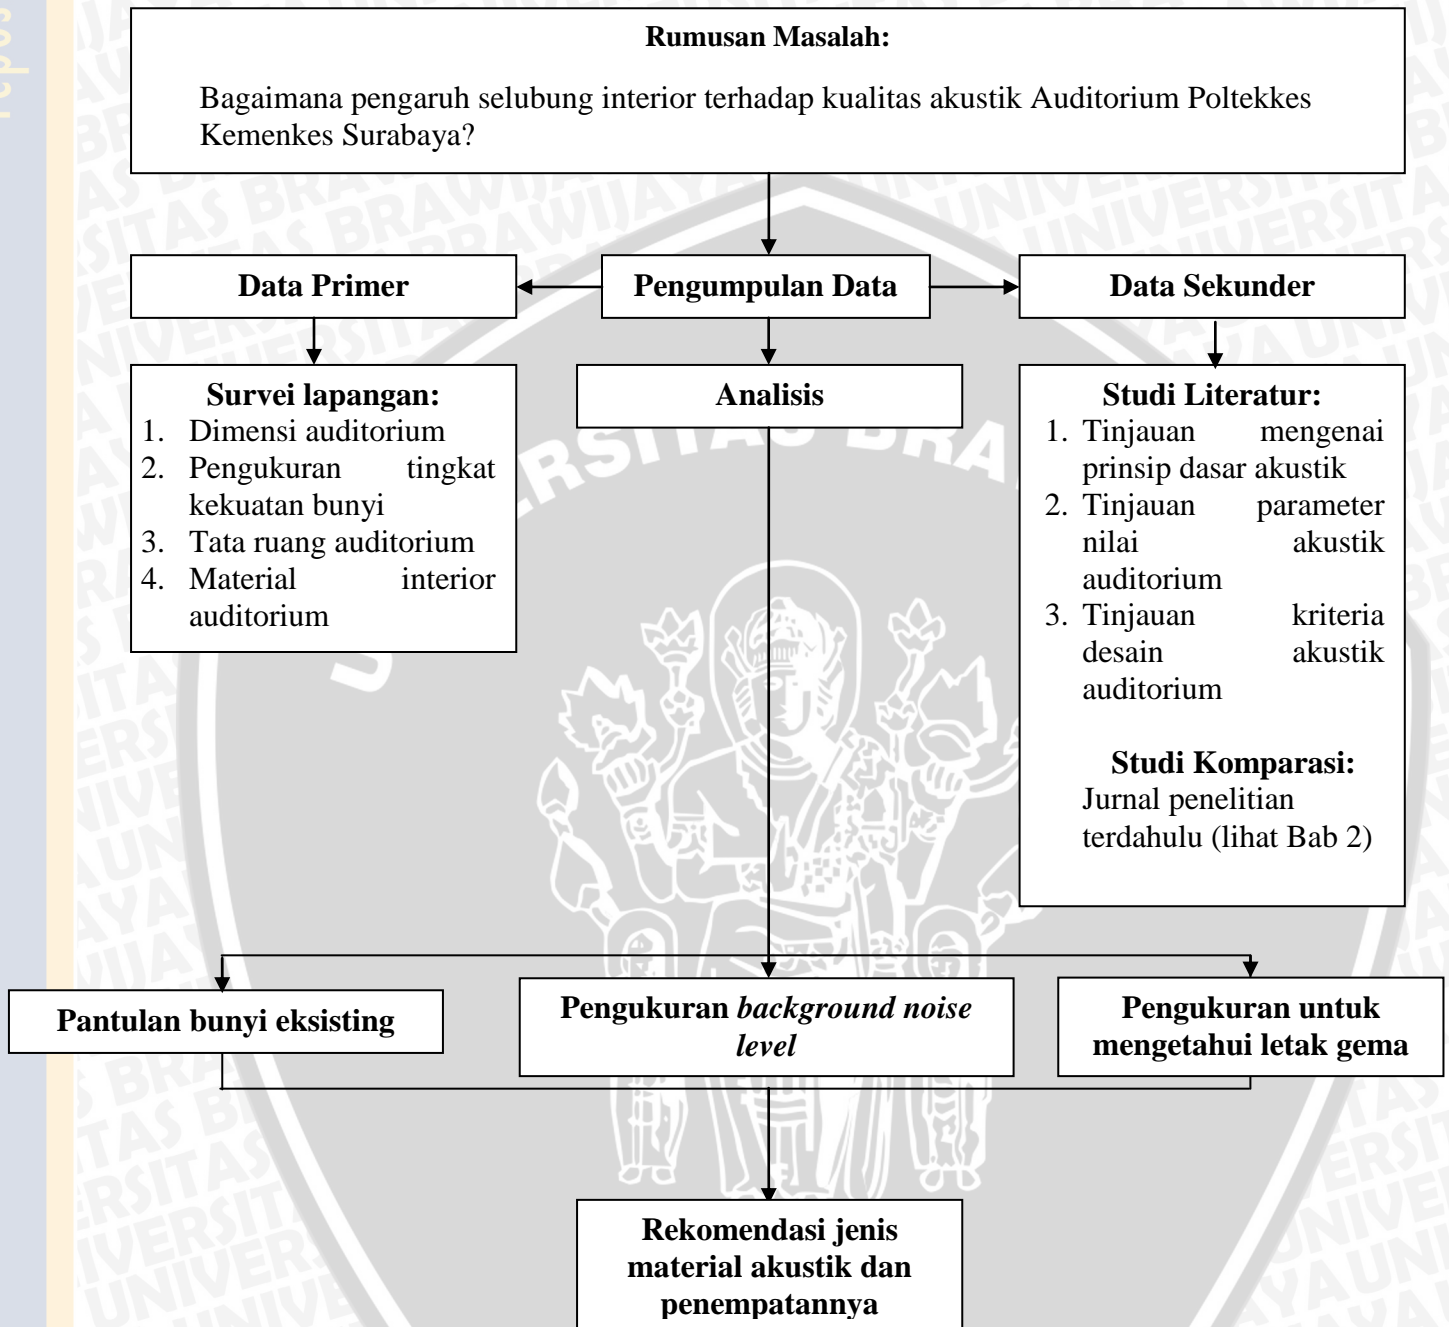 Rumusan Masalah:
Bagaimana pengaruh selubung interior terhadap kualitas akustik Auditorium Poltekkes
Kemenkes Surabaya?
Data Primer
Pengumpulan Data
Data Sekunder
Survei lapangan:
1. Dimensi auditorium
2. Pengukuran tingkat
kekuatan bunyi
3. Tata ruang auditorium
4. Material interior
auditorium
Analisis
Studi Literatur:
1. Tinjauan mengenai
prinsip dasar akustik
2. Tinjauan parameter
nilai akustik
auditorium
3. Tinjauan kriteria
desain akustik
auditorium
Studi Komparasi:
Jurnal penelitian
terdahulu (lihat Bab 2)
Pantulan bunyi eksisting
Pengukuran background noise
level
Pengukuran untuk
mengetahui letak gema
Rekomendasi jenis
material akustik dan
penempatannya